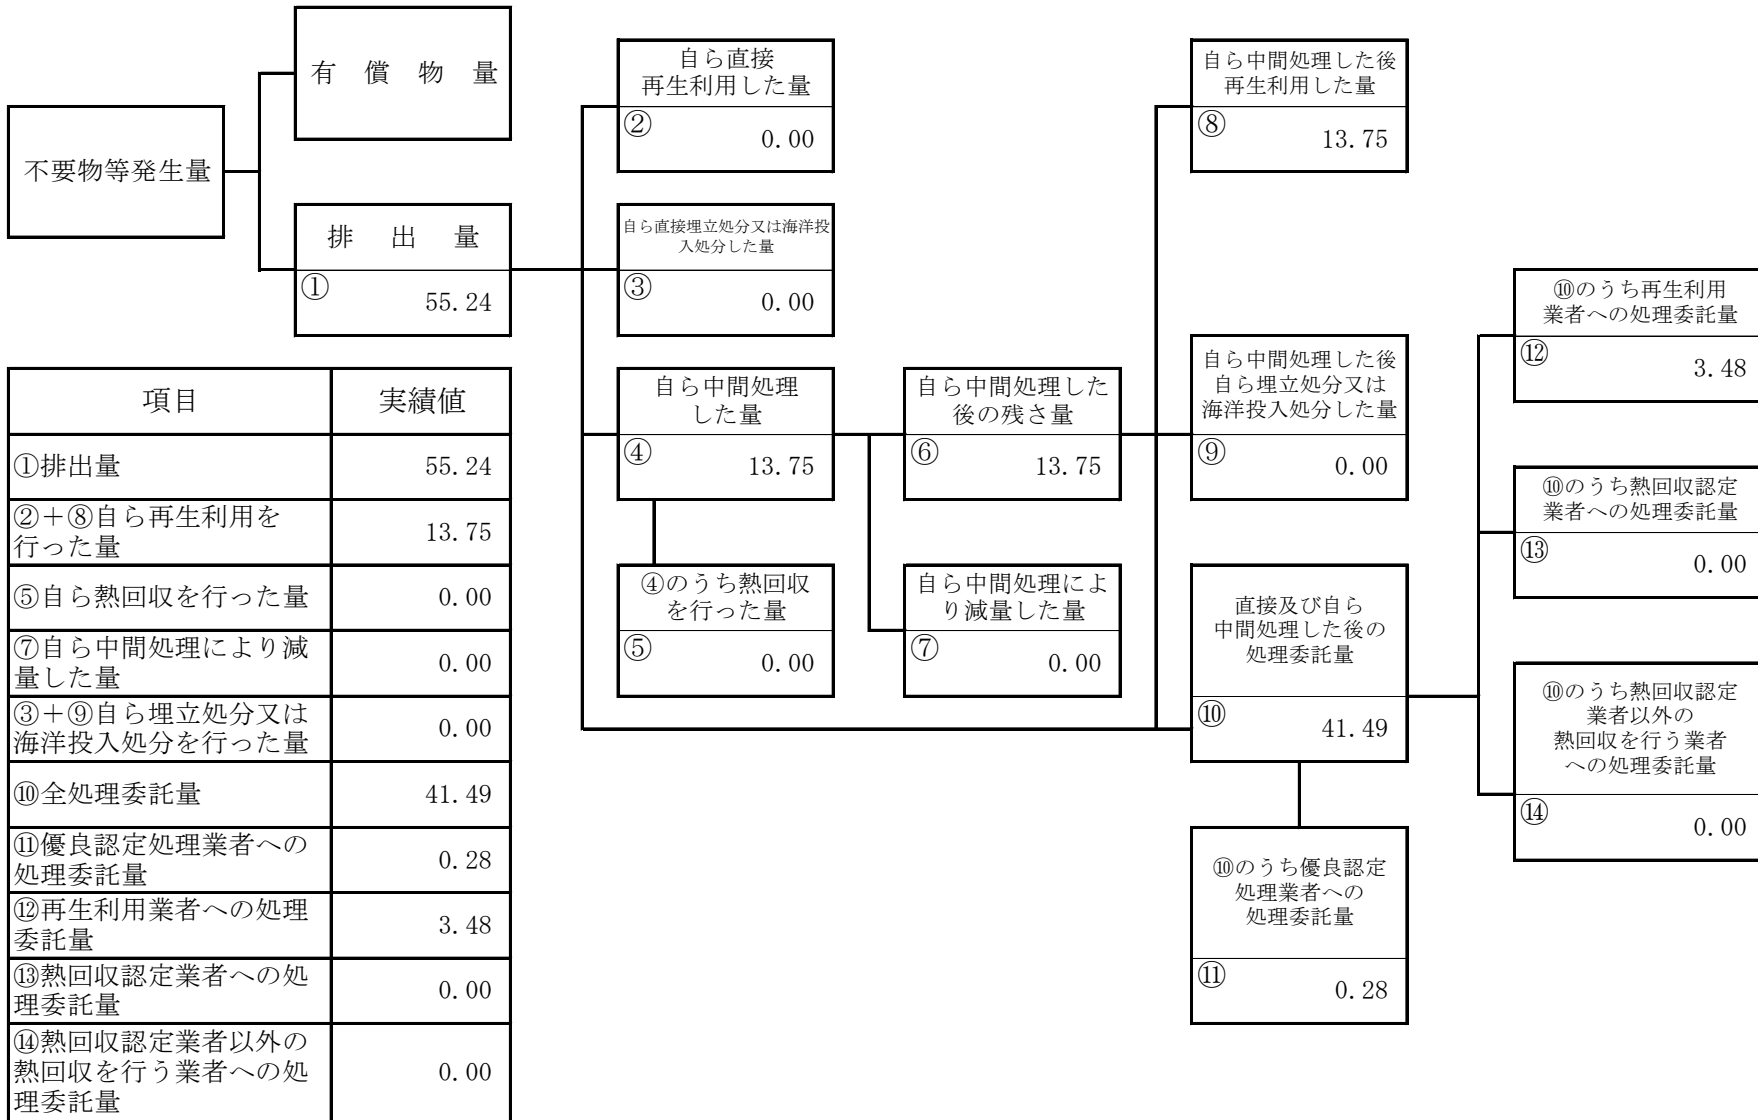 有 償 物 量
不要物等発生量
排 出 量
①
55.24
自ら直接
再生利用した量
②
0.00
自ら直接埋立処分又は海洋投
入処分した量
③
0.00
自ら中間処理
した量
④
13.75
④のうち熱回収
を行った量
⑤
0.00
自ら中間処理した
後の残さ量
⑥
13.75
自ら中間処理によ
り減量した量
⑦
0.00
自ら中間処理した後
再生利用した量
⑧
13.75
自ら中間処理した後
自ら埋立処分又は
海洋投入処分した量
⑨
0.00
直接及び自ら
中間処理した後の
処理委託量
⑩
41.49
⑩のうち優良認定
処理業者への
処理委託量
⑪
0.28
⑩のうち再生利用
業者への処理委託量
⑫
3.48
⑩のうち熱回収認定
業者への処理委託量
⑬
0.00
⑩のうち熱回収認定
業者以外の
熱回収を行う業者
への処理委託量
⑭
0.00
項目 実績値
①排出量 55.24
②+⑧自ら再生利用を
行った量 13.75
⑤自ら熱回収を行った量 0.00
⑦自ら中間処理により減
量した量 0.00
③+⑨自ら埋立処分又は
海洋投入処分を行った量 0.00
⑩全処理委託量 41.49
⑪優良認定処理業者への
処理委託量 0.28
⑫再生利用業者への処理
委託量 3.48
⑬熱回収認定業者への処
理委託量 0.00
⑭熱回収認定業者以外の
熱回収を行う業者への処
理委託量 0.00